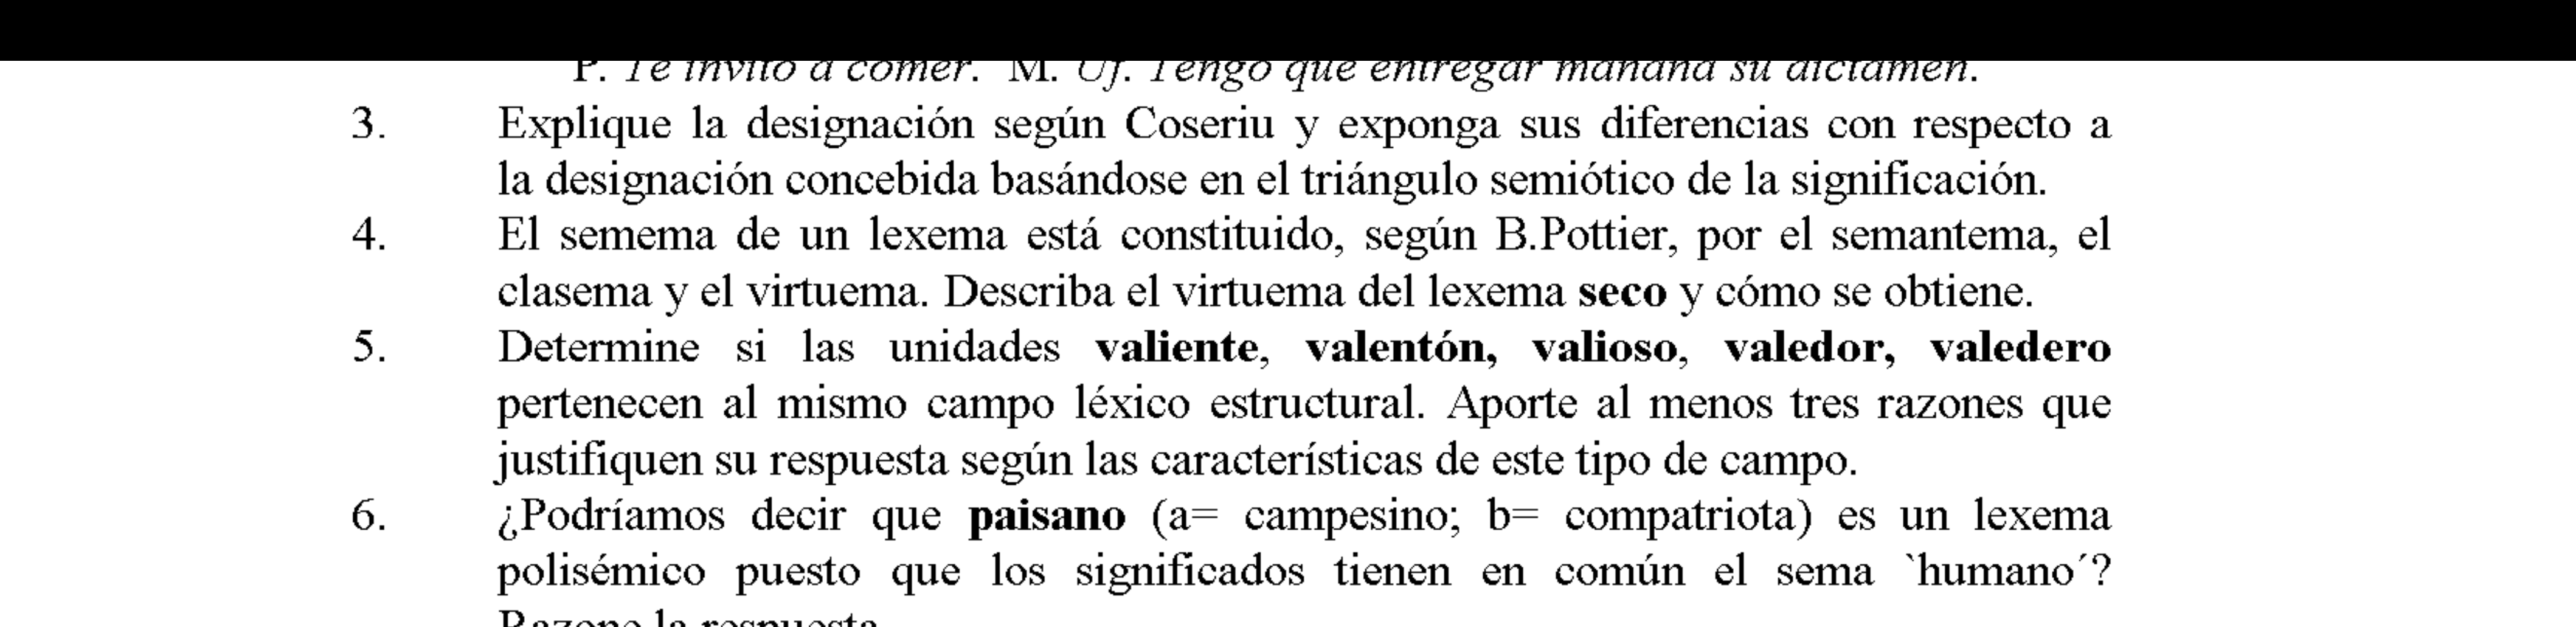 P. Te invito a comer. M. Uf. Tengo que entregar mañana su dictamen.
3. Explique la designación según Coseriu y exponga sus diferencias con respecto a
la designación concebida basándose en el triángulo semiótico de la significación.
4. El semema de un lexema está constituido, según B.Pottier, por el semantema, el
clasema y el virtuema. Describa el virtuema del lexema seco y cómo se obtiene.
5. Determine si las unidades valiente, valentón, valioso, valedor, valedero
pertenecen al mismo campo léxico estructural. Aporte al menos tres razones que
justifiquen su respuesta según las características de este tipo de campo.
6. ¿Podríamos decir que paisano (a= campesino; b= compatriota) es un lexema
polisémico puesto que los significados tienen en común el sema `humano´?
Razone la respuesta